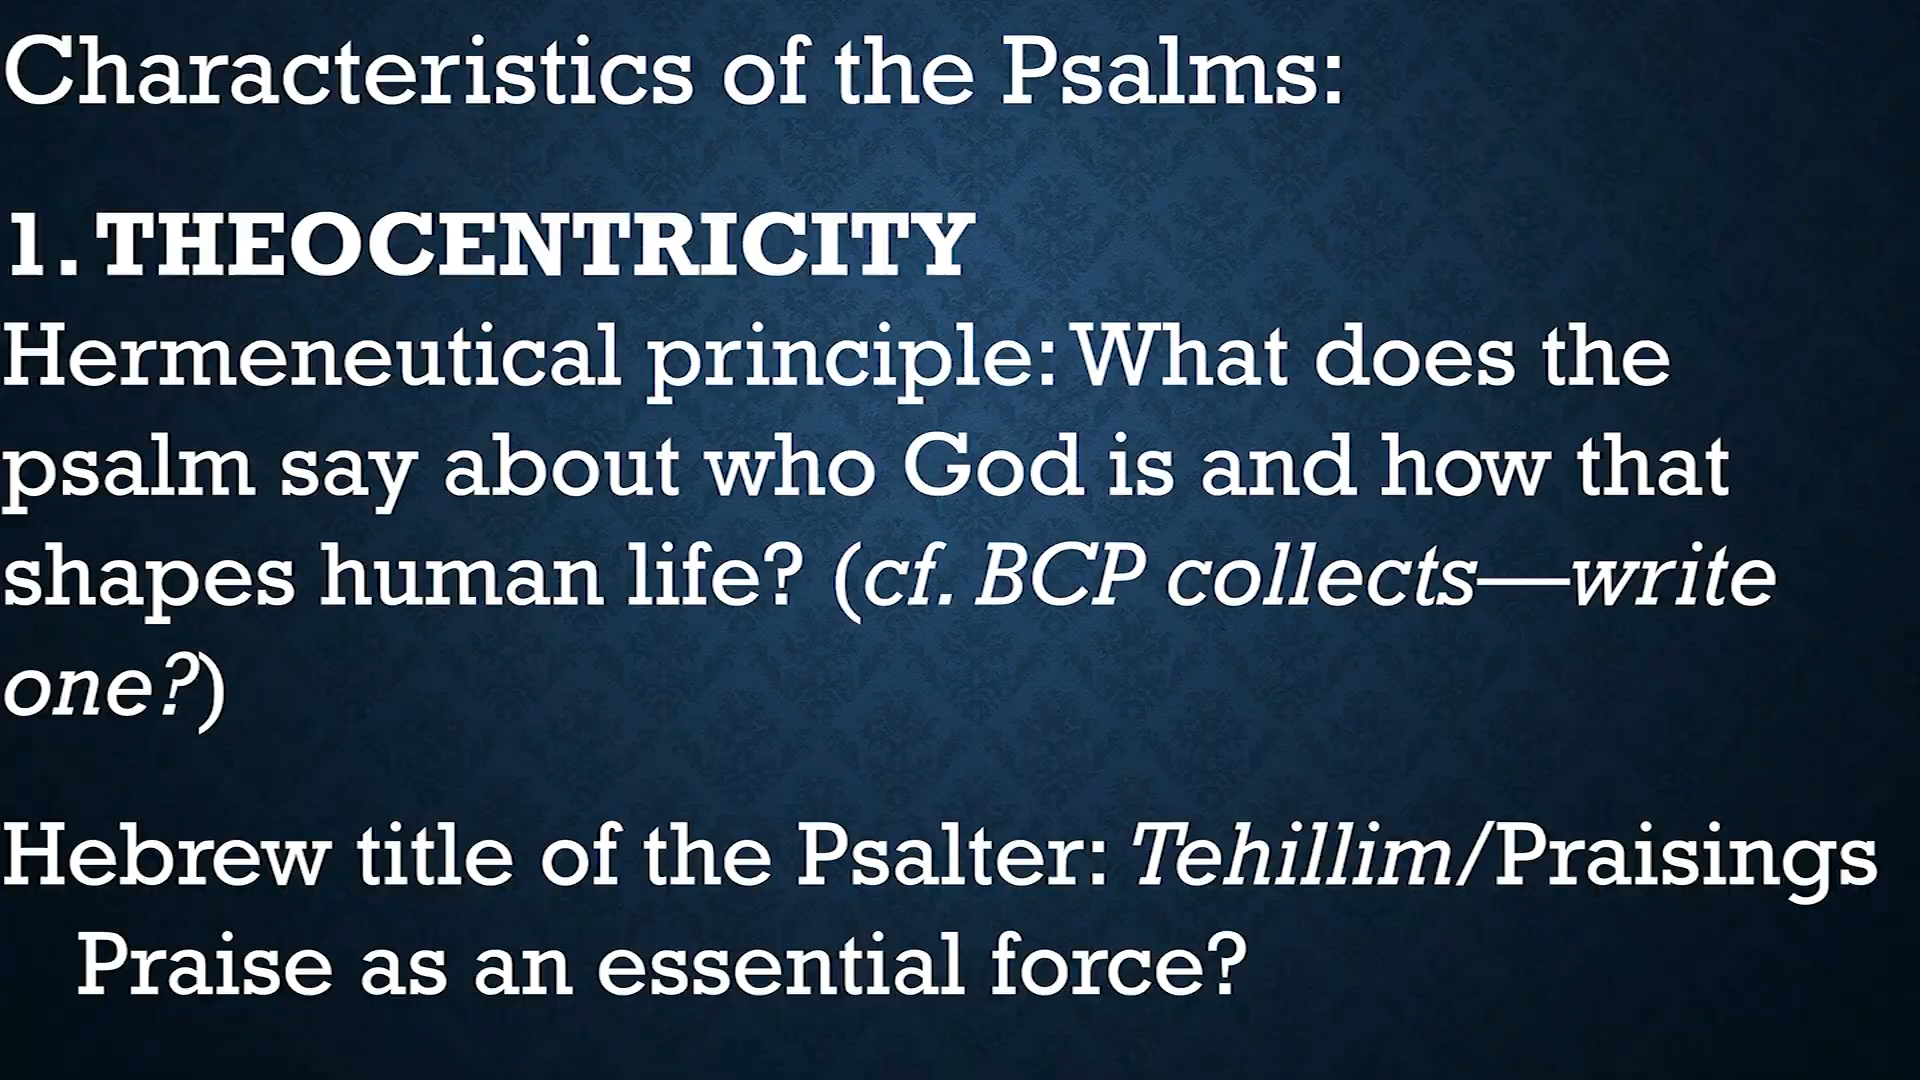 Characteristics of the Psalms:
1. THEOCENTRICITY
Hermeneutical principle: What does the
psalm say about who God is and how that
shapes human life? (cf. BCP collects—write
one?)
Hebrew title of the Psalter: Tehillim/Praisings
Praise as an essential force?